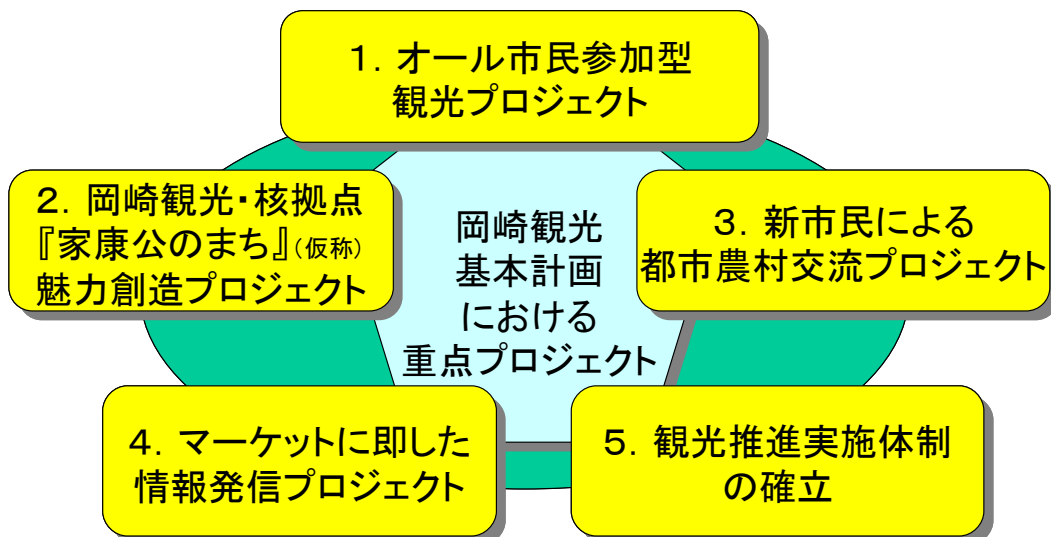 １．オール市民参加型
観光プロジェクト
２．岡崎観光・核拠点
『家康公のまち』（仮称）
魅力創造プロジェクト
岡崎観光
基本計画
における
重点プロジェクト
３．新市民による
都市農村交流プロジェクト
４．マーケットに即した
情報発信プロジェクト
５．観光推進実施体制
の確立